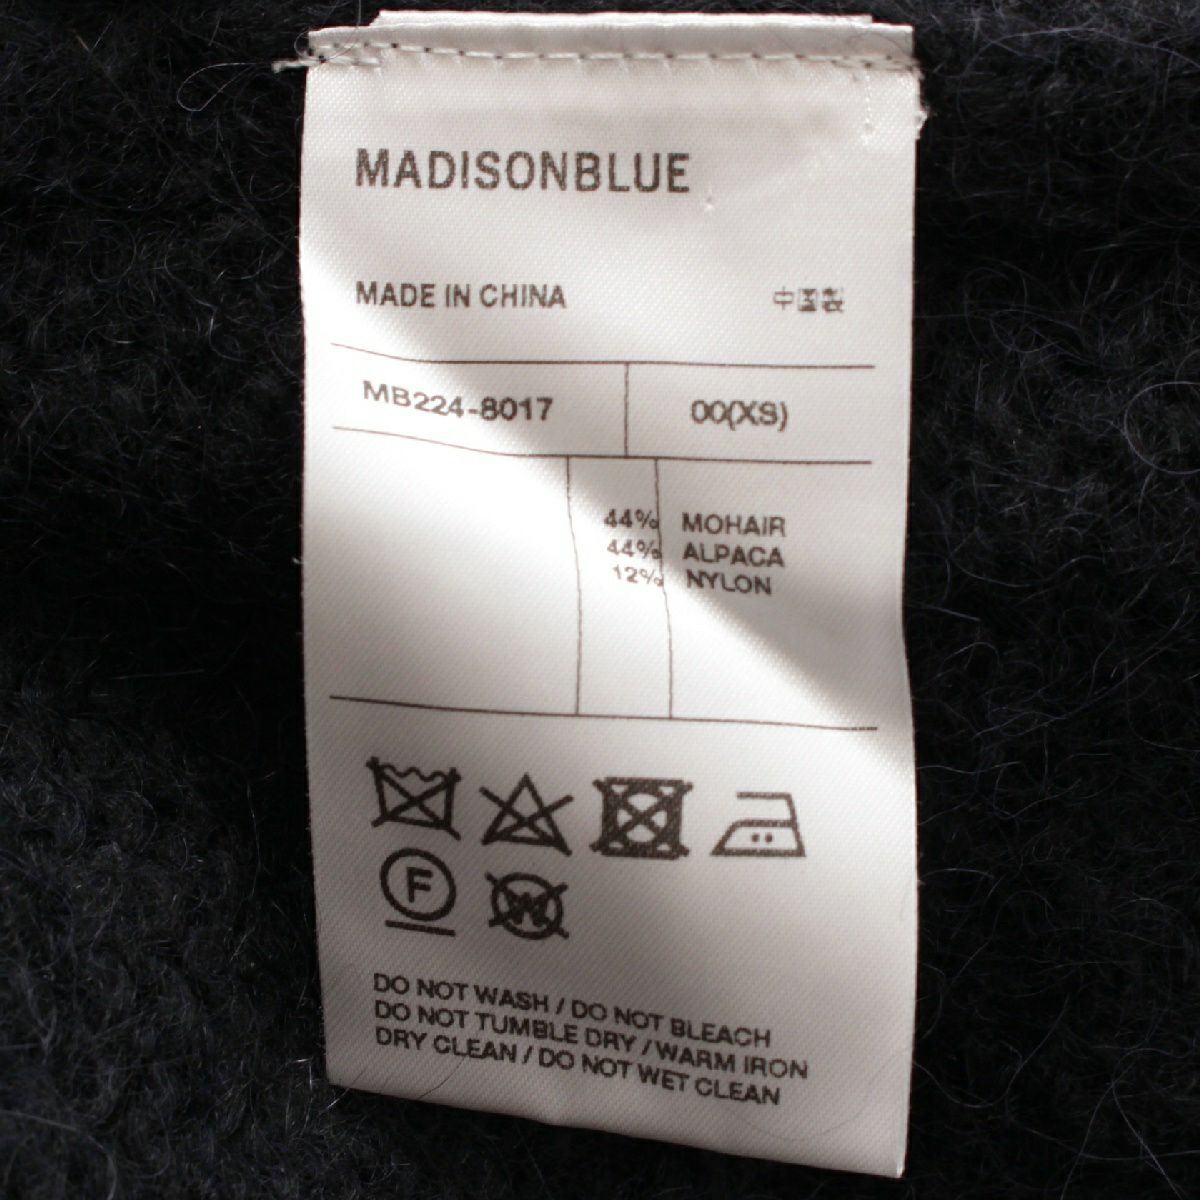 MADISONBLUE
MADE IN CHINA 中国製
MB224-8017 00(XS)
44% MOHAIR
44% ALPACA
12% NYLON
F W
DO NOT WASH / DO NOT BLEACH
DO NOT TUMBLE DRY / WARM IRON
DRY CLEAN / DO NOT WET CLEAN